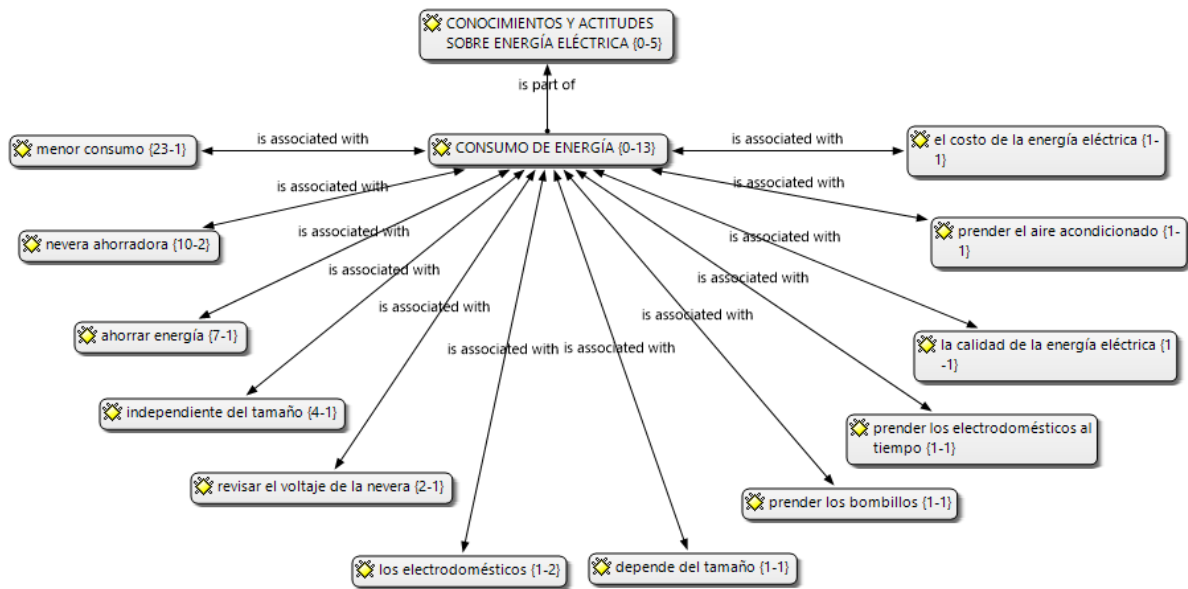 CONOCIMIENTOS Y ACTITUDES
SOBRE ENERGÍA ELÉCTRICA {0-5}
is part of
is associated with
is associated with
menor consumo {23-1}
CONSUMO DE ENERGÍA {0-13}
el costo de la energía eléctrica {1-
1}
is associated with
is associated with
nevera ahorradora {10-2}
prender el aire acondicionado {1-
1}
is associated with
is associated with
is associated with
is associated with
is associated with
is associated with
ahorrar energía {7-1}
la calidad de la energía eléctrica {1
-1}
is associated with
is associated with
independiente del tamaño {4-1}
prender los electrodomésticos al
tiempo {1-1}
revisar el voltaje de la nevera {2-1}
prender los bombillos {1-1}
los electrodomésticos {1-2}
depende del tamaño {1-1}